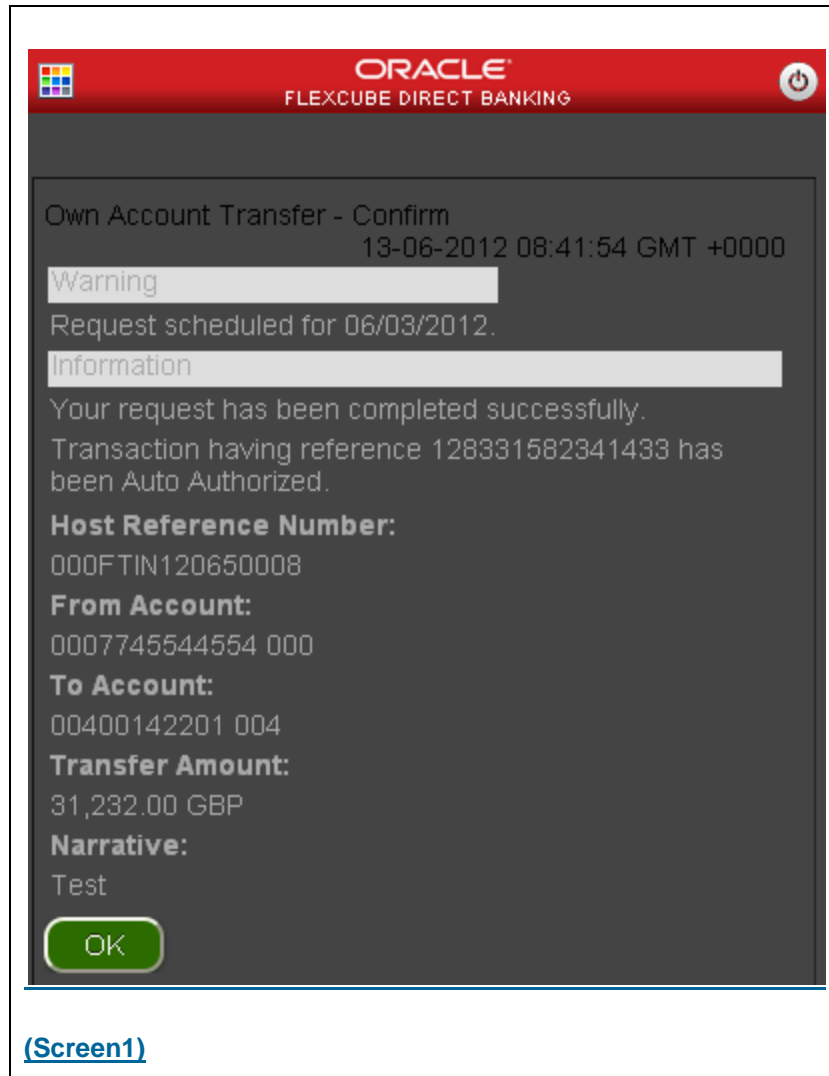 ORACLE
FLEXCUBE DIRECT BANKING
Own Account Transfer - Confirm
13-06-2012 08:41:54 GMT +0000
Warning
Request scheduled for 06/03/2012.
Information
Your request has been completed successfully.
Transaction having reference 128331582341433 has
been Auto Authorized.
Host Reference Number:
000FTIN120650008
From Account:
0007745544554 000
To Account:
00400142201 004
Transfer Amount:
31,232.00 GBP
Narrative:
Test
OK
(Screen1)